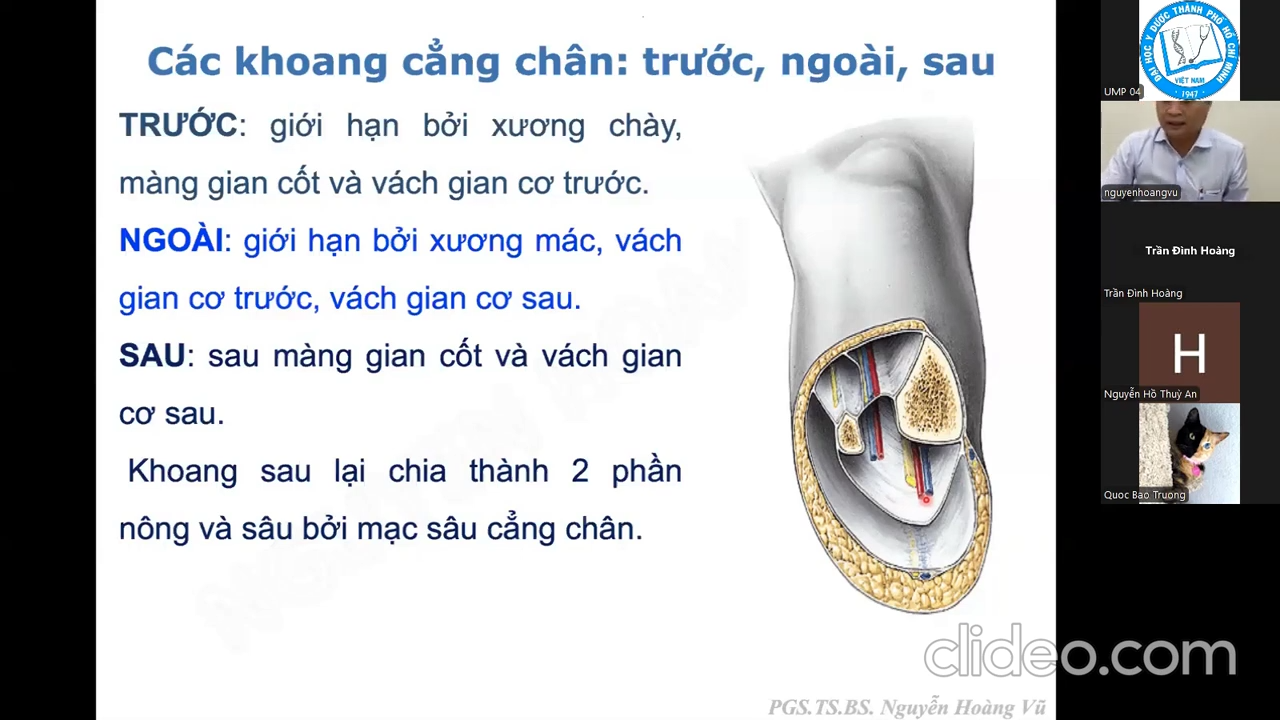 Các khoang cẳng chân: trước, ngoài, sau
TRƯỚC: giới hạn bởi xương chày,
màng gian cốt và vách gian cơ trước.
NGOÀI: giới hạn bởi xương mác, vách
gian cơ trước, vách gian cơ sau.
SAU: sau màng gian cốt và vách gian
cơ sau.
Khoang sau lại chia thành 2 phần
nông và sâu bởi mạc sâu cẳng chân.
PGS.TS.BS. Nguyễn Hoàng Vũ
clideo.com
ĐẠI HỌC Y DƯỢC THÀNH PHỐ HỒ CHÍ MINH
VIỆT NAM
1947
UMP 04
nguyenhoangvu
Trần Đình Hoàng
Trần Đình Hoàng
H
Nguyễn Hồ Thuỳ An
Quoc Bao Truong